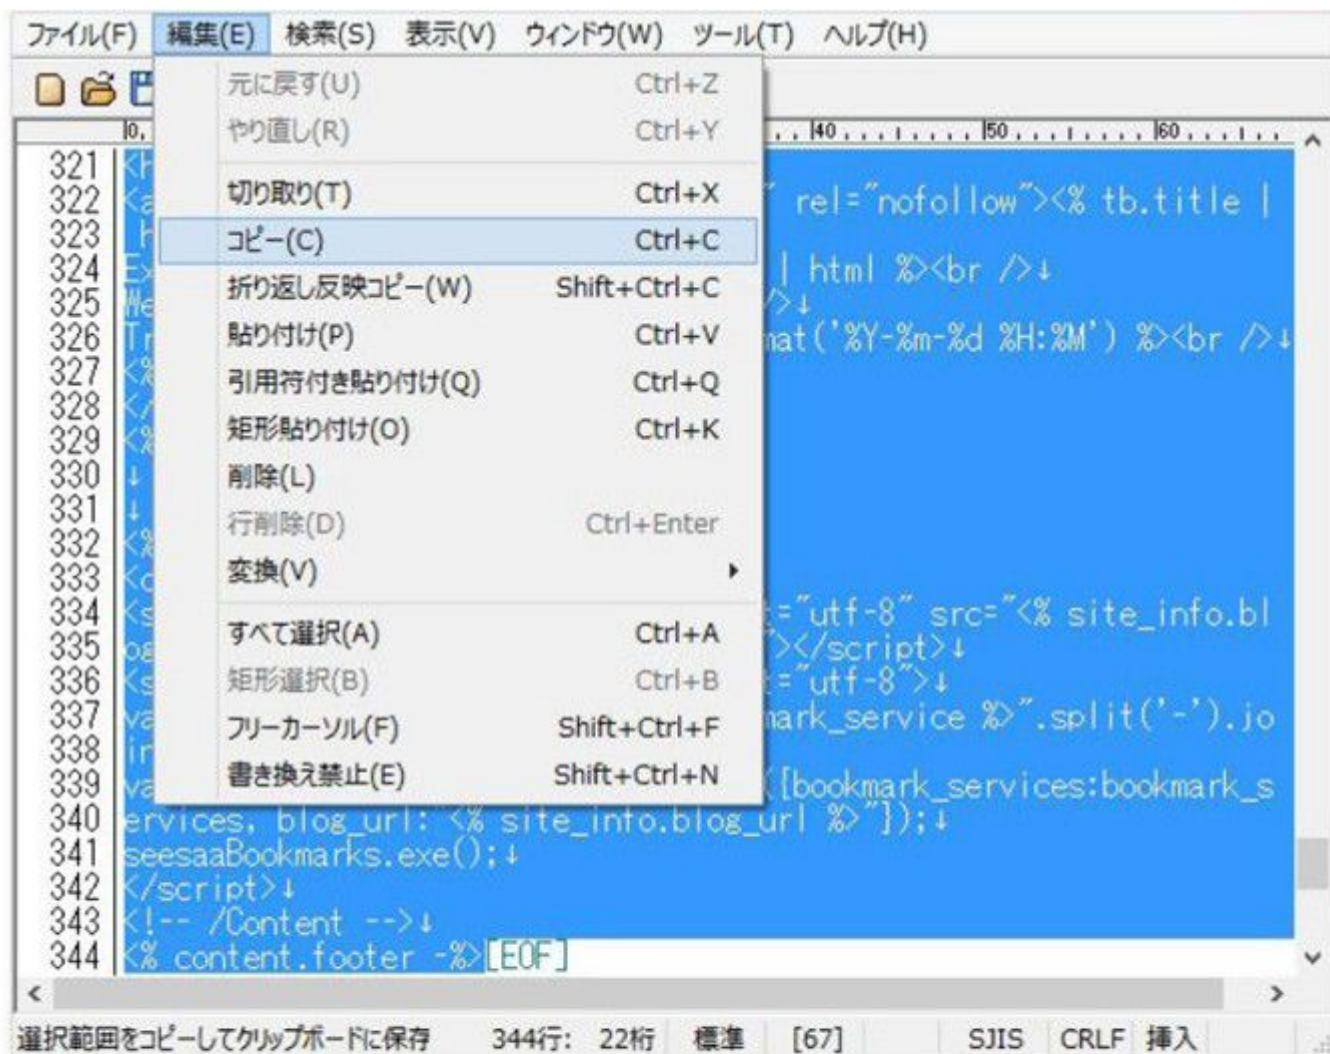 ファイル(F) 編集(E) 検索(S) 表示(V) ウィンドウ(W) ツール(T) ヘルプ(H)
元に戻す(U) Ctrl+Z
やり直し(R) Ctrl+Y
切り取り(T) Ctrl+X
コピー(C) Ctrl+C
折り返し反映コピー(W) Shift+Ctrl+C
貼り付け(P) Ctrl+V
引用符付き貼り付け(Q) Ctrl+Q
矩形貼り付け(O) Ctrl+K
削除(L)
行削除(D) Ctrl+Enter
変換(V)
すべて選択(A) Ctrl+A
矩形選択(B) Ctrl+B
フリーカーソル(F) Shift+Ctrl+F
書き換え禁止(E) Shift+Ctrl+N
|0, |40 |50 |60
321 <h
322 <a " rel="nofollow"><% tb.title |
323 h
324 Ex | html %><br />↓
325 We />↓
326 Tr mat('%Y-%m-%d %H:%M') %><br />↓
327 <%
328 </
329 <%
330 ↓
331 ↓
332 <%
333
334 <s t="utf-8" src="<% site_info.bl
335 og "></script>↓
336 <s t="utf-8">↓
337 va mark_service %>".split('-').jo
338 in
339 va ([bookmark_services:bookmark_s
340 ervices, blog_url: "<% site_info.blog_url %>"]);↓
341 seesaaBookmarks.exe();↓
342 </script>↓
343 <!-- /Content -->↓
344 <% content.footer -%>[EOF]
選択範囲をコピーしてクリップボードに保存 344行: 22桁 標準 [67] SJIS CRLF 挿入